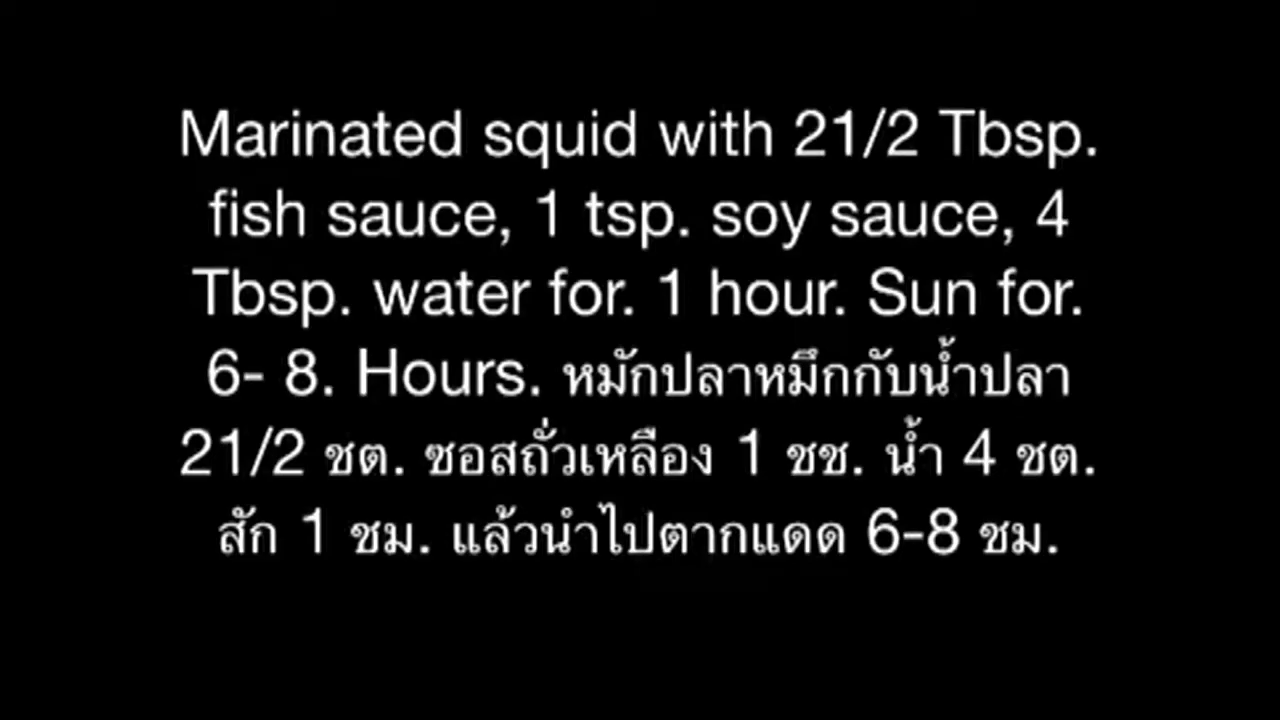 Marinated squid with 21/2 Tbsp.
fish sauce, 1 tsp. soy sauce, 4
Tbsp. water for. 1 hour. Sun for.
6- 8. Hours. หมักปลาหมึกกับน้ำปลา
21/2 ชต. ซอสถั่วเหลือง 1 ชช. น้ำ 4 ชต.
สัก 1 ชม. แล้วนำไปตากแดด 6-8 ชม.